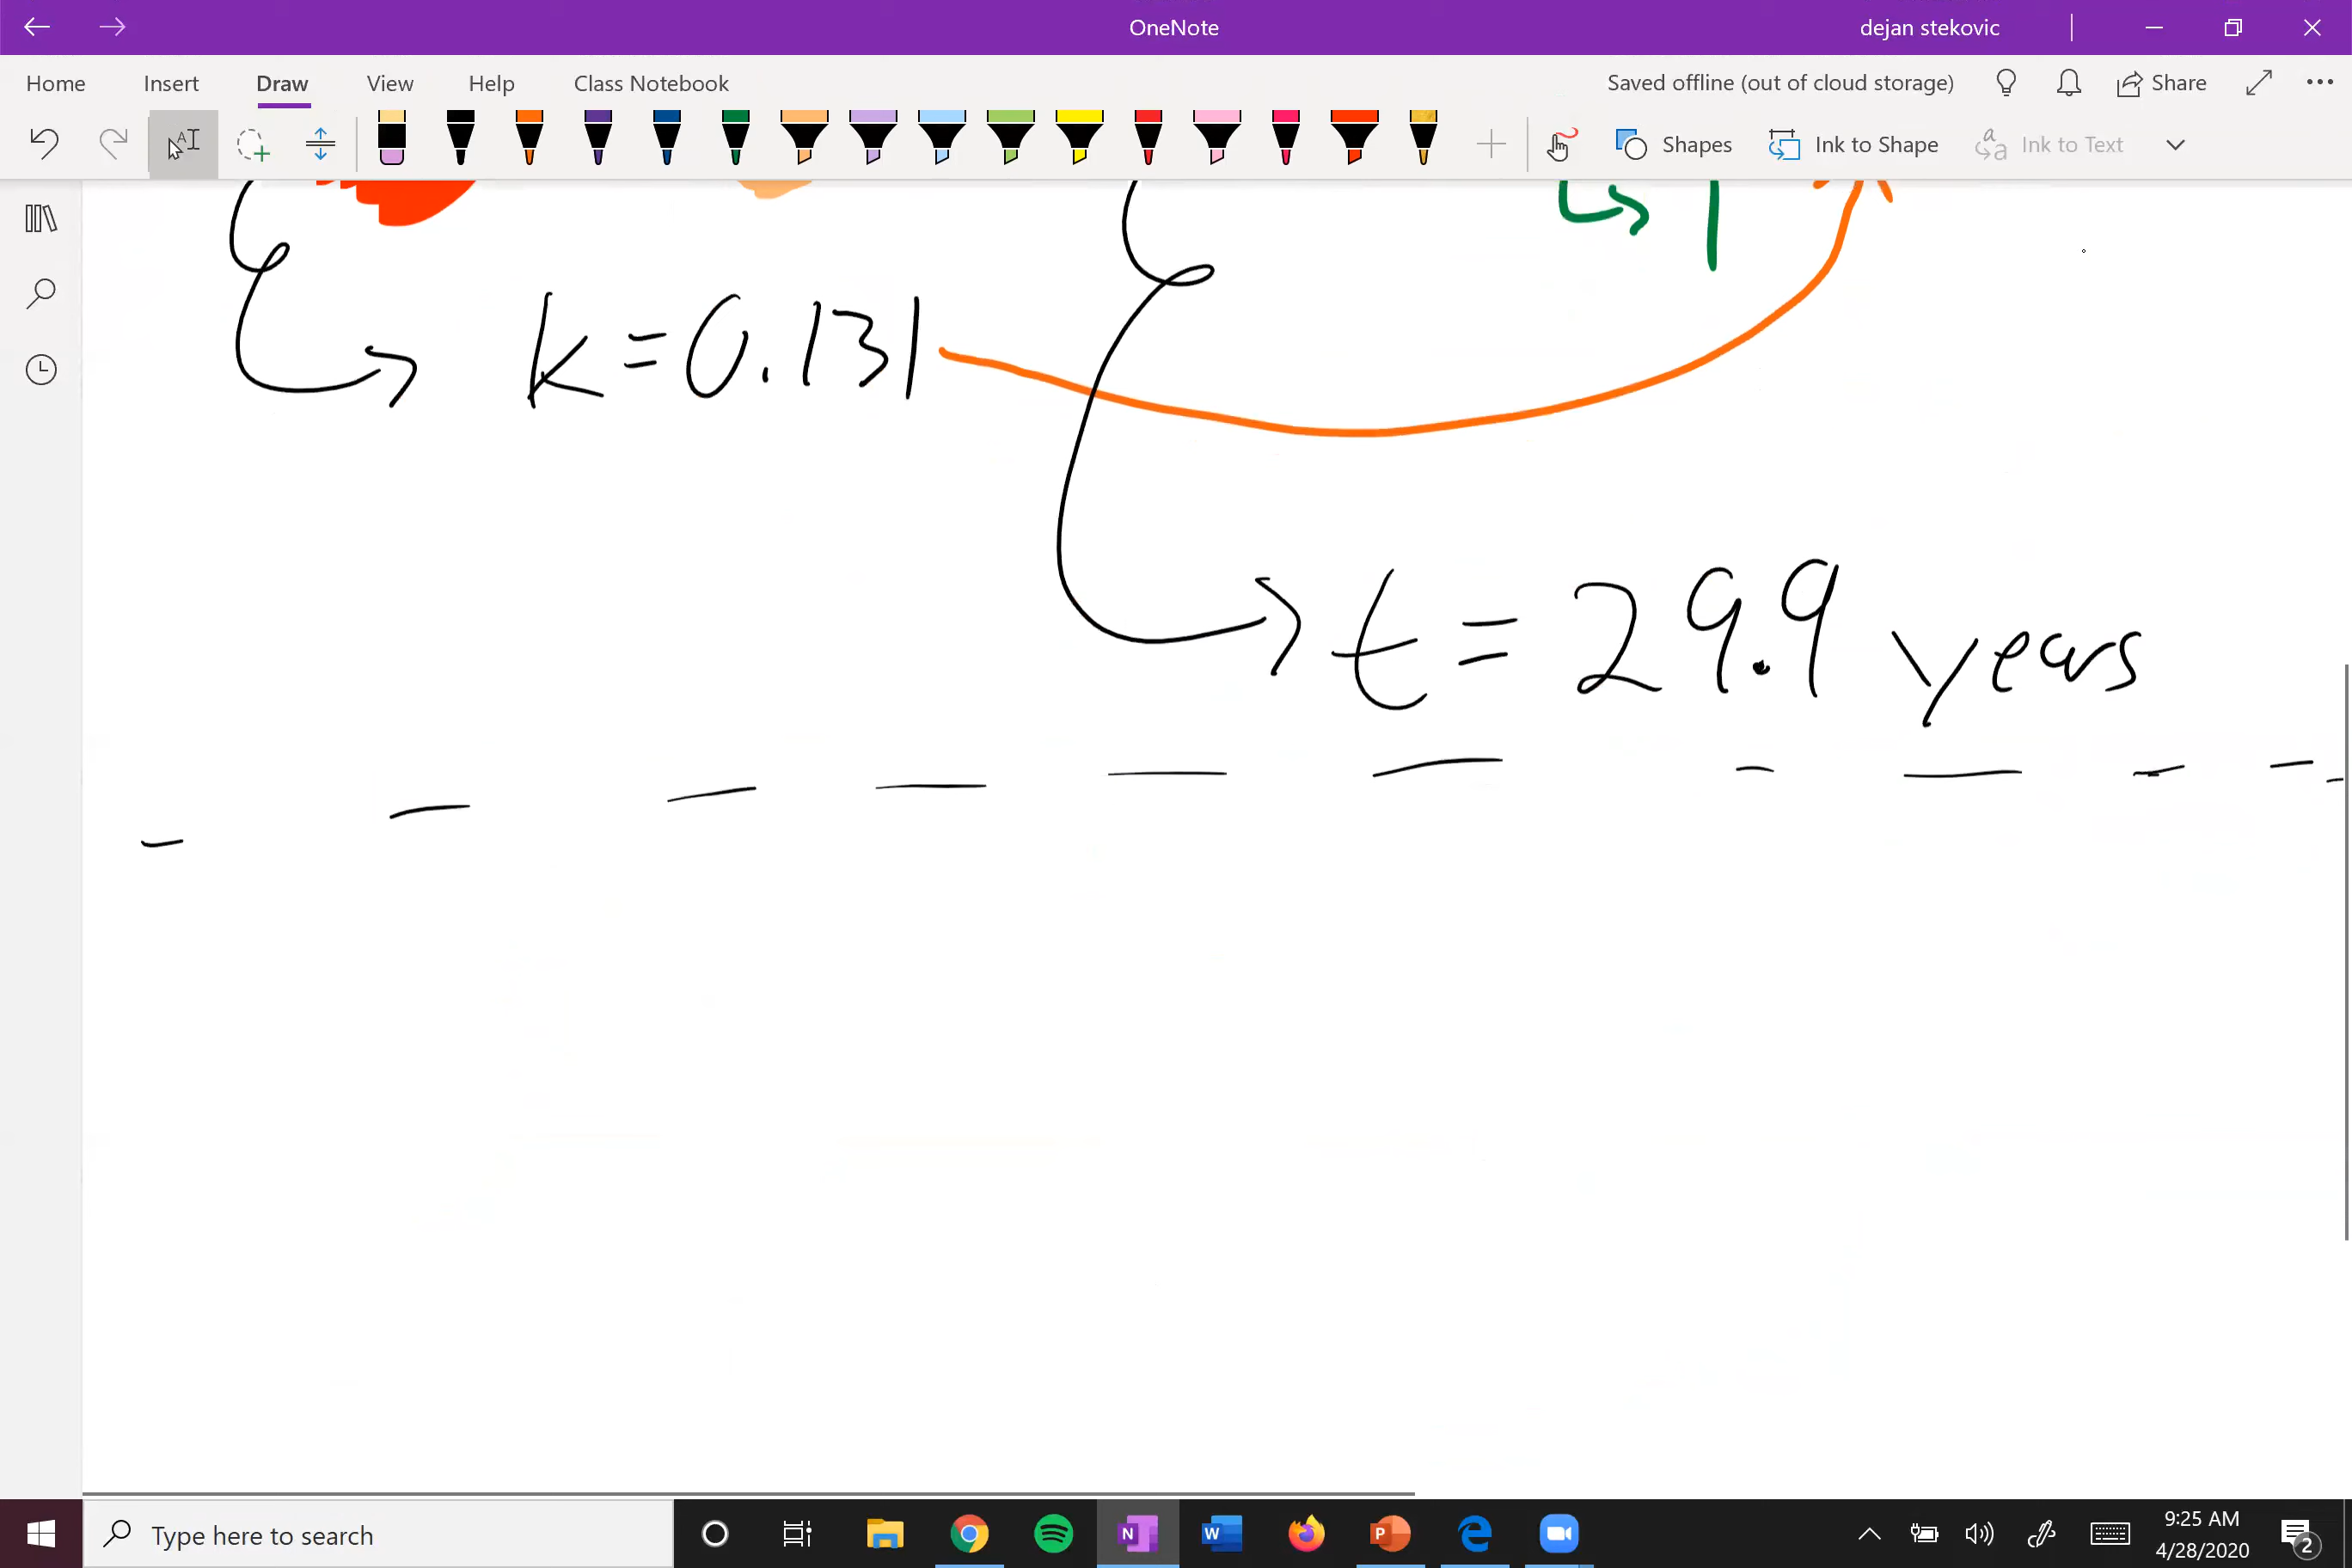 OneNote
dejan stekovic
Home Insert Draw View Help Class Notebook
Saved offline (out of cloud storage) Share
Shapes Ink to Shape Ink to Text
k=0.131
t = 29.9 years
Type here to search
9:25 AM
4/28/2020
2